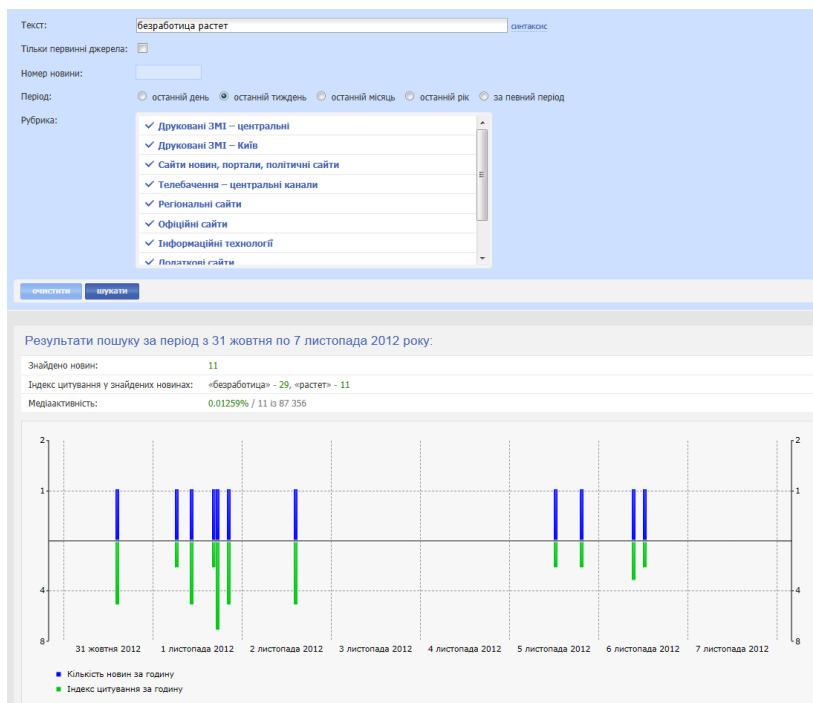 Текст: безработица растет синтаксис
Тільки первинні джерела:
Номер новини:
Період: останній день останній тиждень останній місяць останній рік за певний період
Рубрика:
Друковані ЗМІ – центральні
Друковані ЗМІ – Київ
Сайти новин, портали, політичні сайти
Телебачення – центральні канали
Регіональні сайти
Офіційні сайти
Інформаційні технології
Додаткові сайти
очистити шукати
Результати пошуку за період з 31 жовтня по 7 листопада 2012 року:
Знайдено новин: 11
Індекс цитування у знайдених новинах: «безработица» - 29, «растет» - 11
Медіаактивність: 0.01259% / 11 із 87 356
2 2
1 1
4 4
8 8
31 жовтня 2012 1 листопада 2012 2 листопада 2012 3 листопада 2012 4 листопада 2012 5 листопада 2012 6 листопада 2012 7 листопада 2012
Кількість новин за годину
Індекс цитування за годину